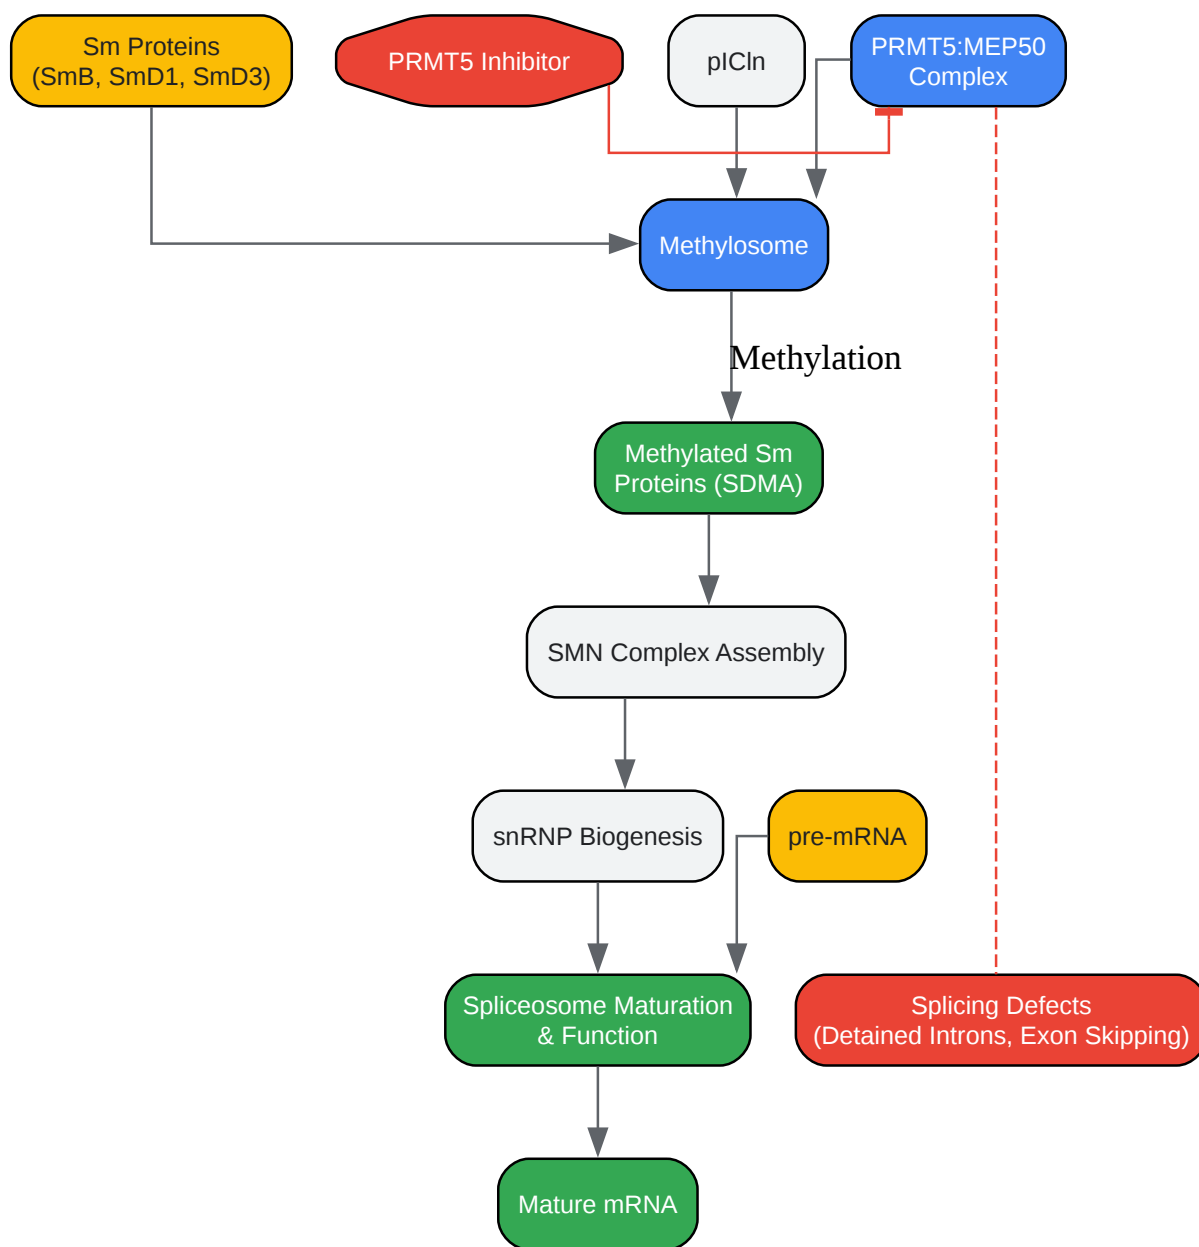 Sm Proteins
(SmB, SmD1, SmD3)
PRMT5 Inhibitor
pICln
PRMT5:MEP50
Complex
Methylosome
Methylation
Methylated Sm
Proteins (SDMA)
SMN Complex Assembly
snRNP Biogenesis
pre-mRNA
Spliceosome Maturation
& Function
Splicing Defects
(Detained Introns, Exon Skipping)
Mature mRNA